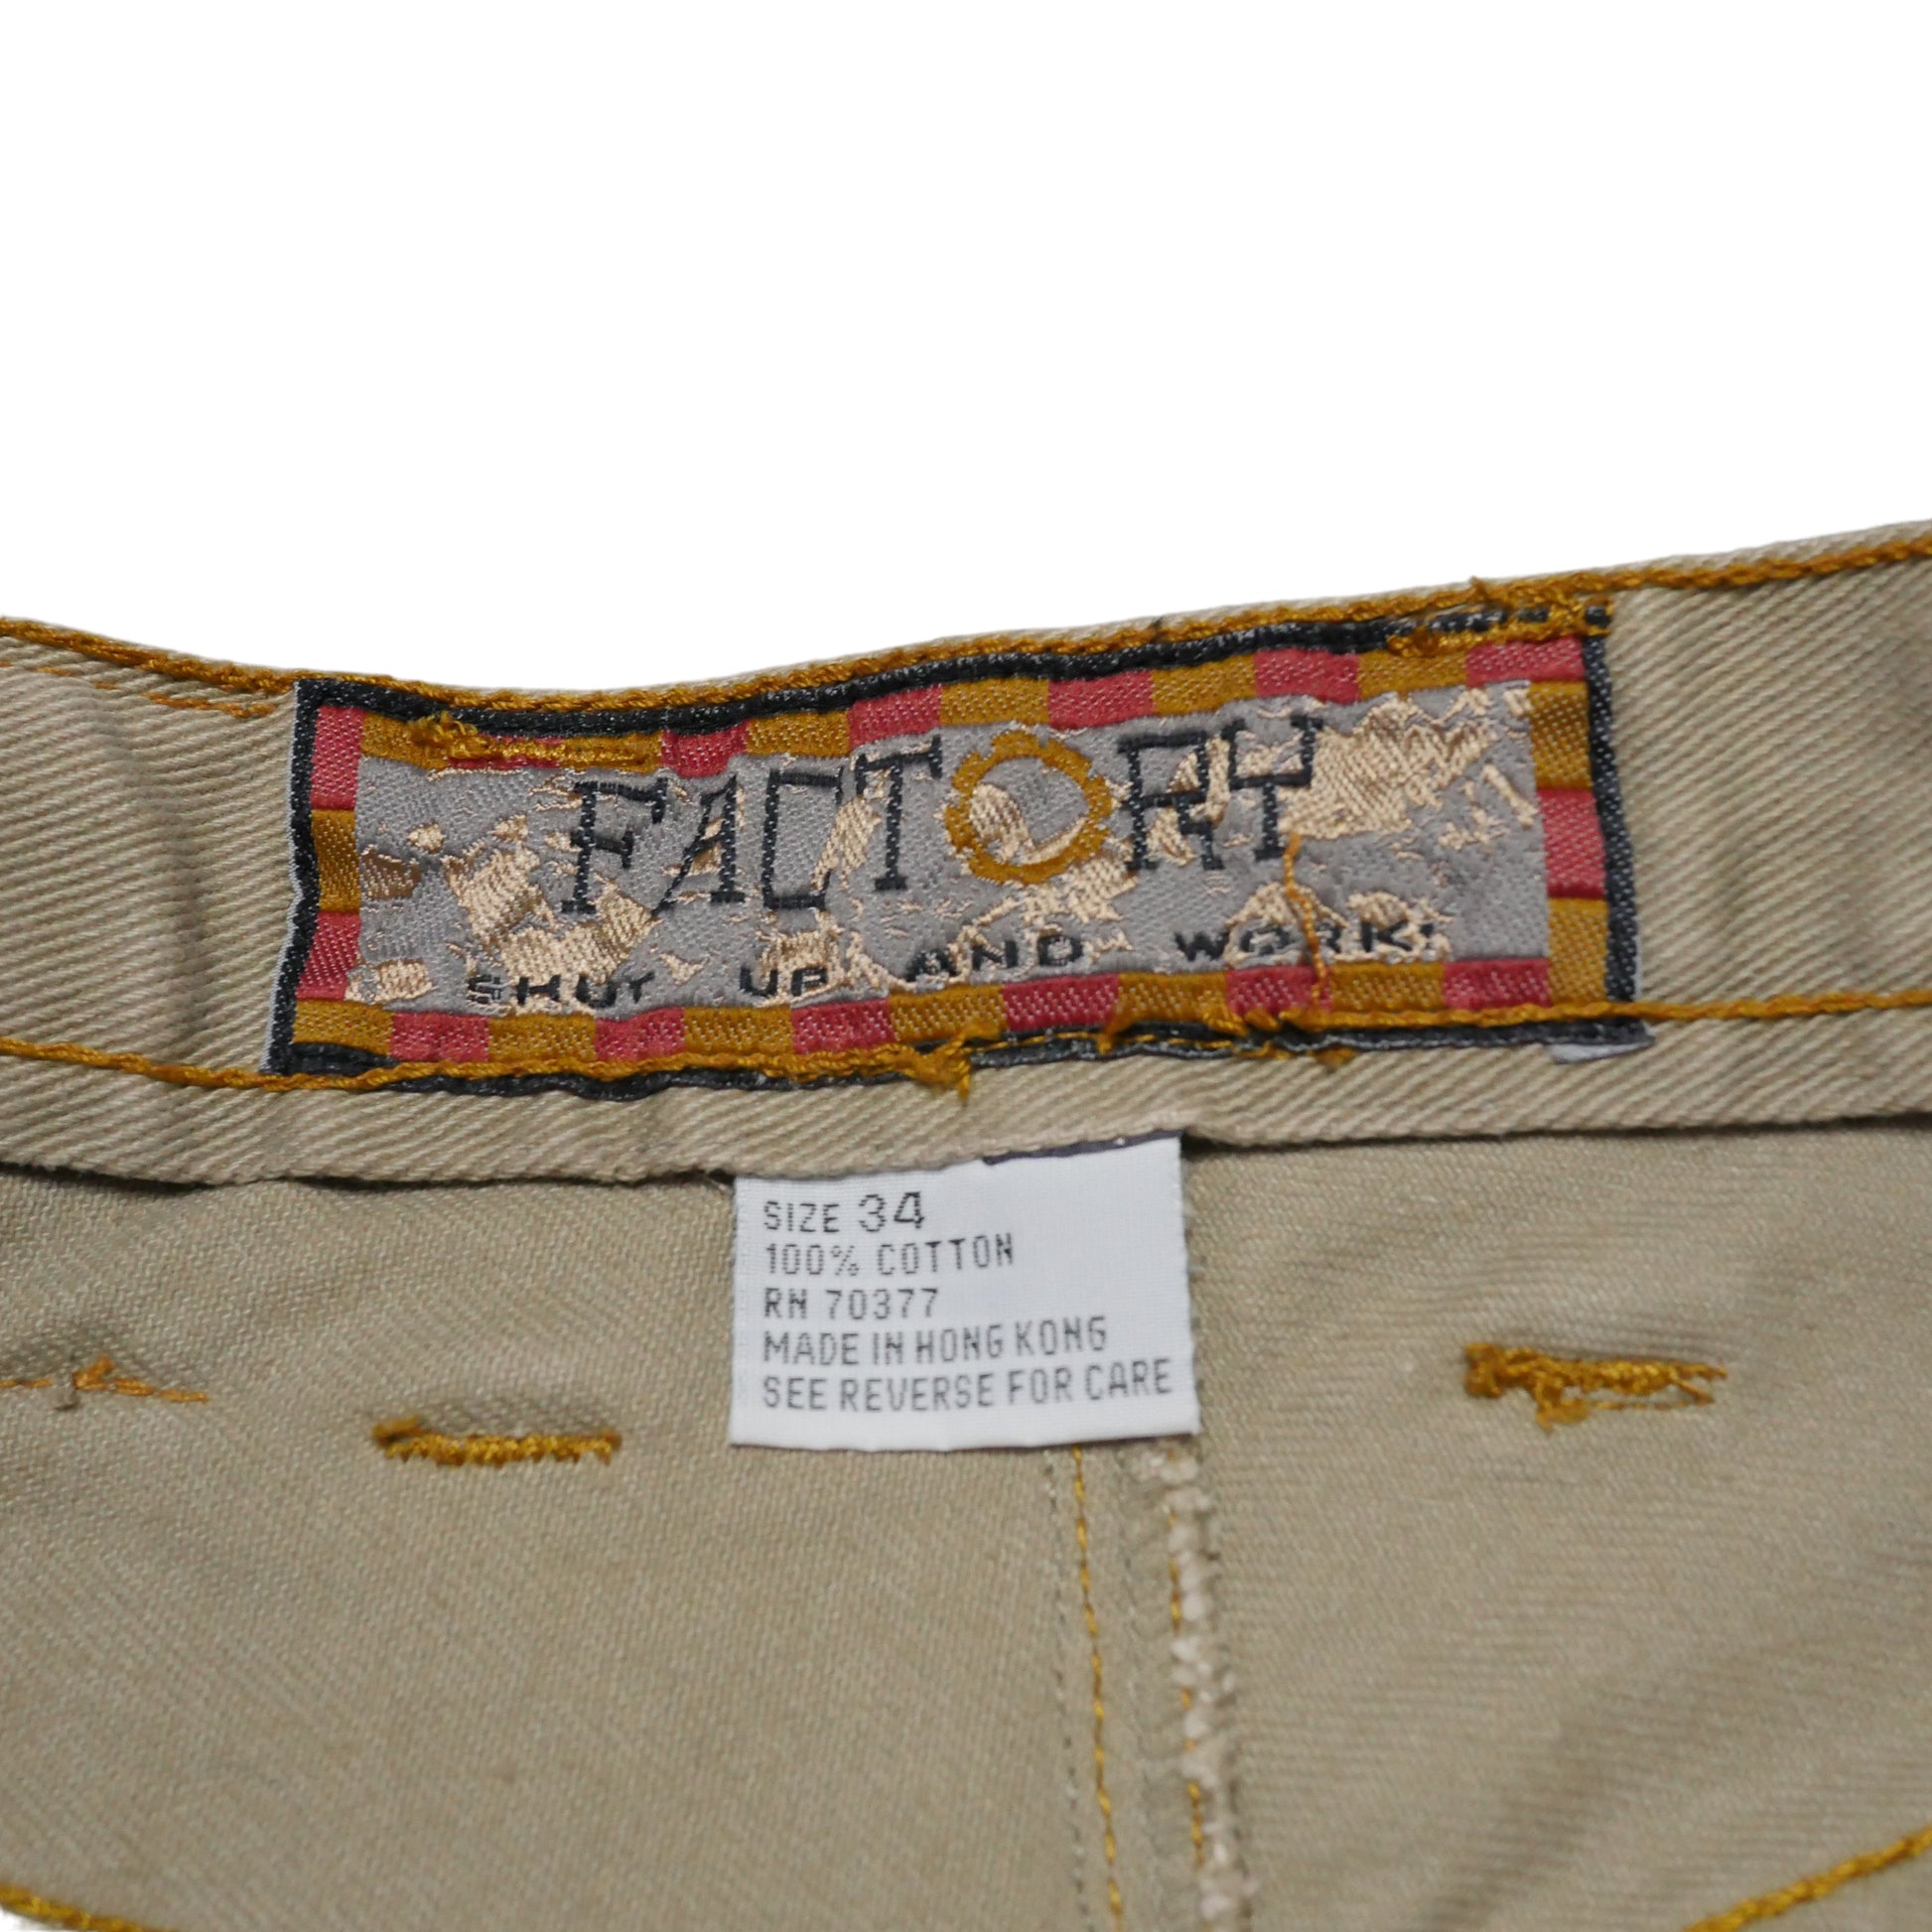 FACTORY
SHUT UP AND WORK!
SIZE 34
100% COTTON
RN 70377
MADE IN HONG KONG
SEE REVERSE FOR CARE